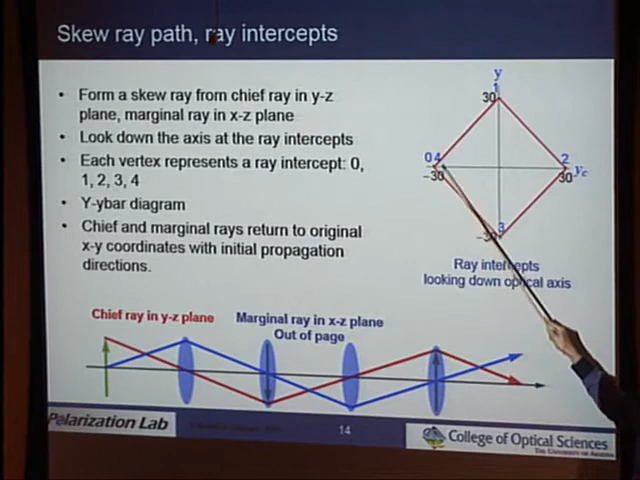 Skew ray path, ray intercepts
• Form a skew ray from chief ray in y-z
plane, marginal ray in x-z plane
• Look down the axis at the ray intercepts
• Each vertex represents a ray intercept: 0,
1, 2, 3, 4
• Y-ybar diagram
• Chief and marginal rays return to original
x-y coordinates with initial propagation
directions.
y
1
30
0 4
2
-30
30 yc
3
Ray intercepts
looking down optical axis
Chief ray in y-z plane
Marginal ray in x-z plane
Out of page
Polarization Lab
14
College of Optical Sciences
THE UNIVERSITY OF ARIZONA